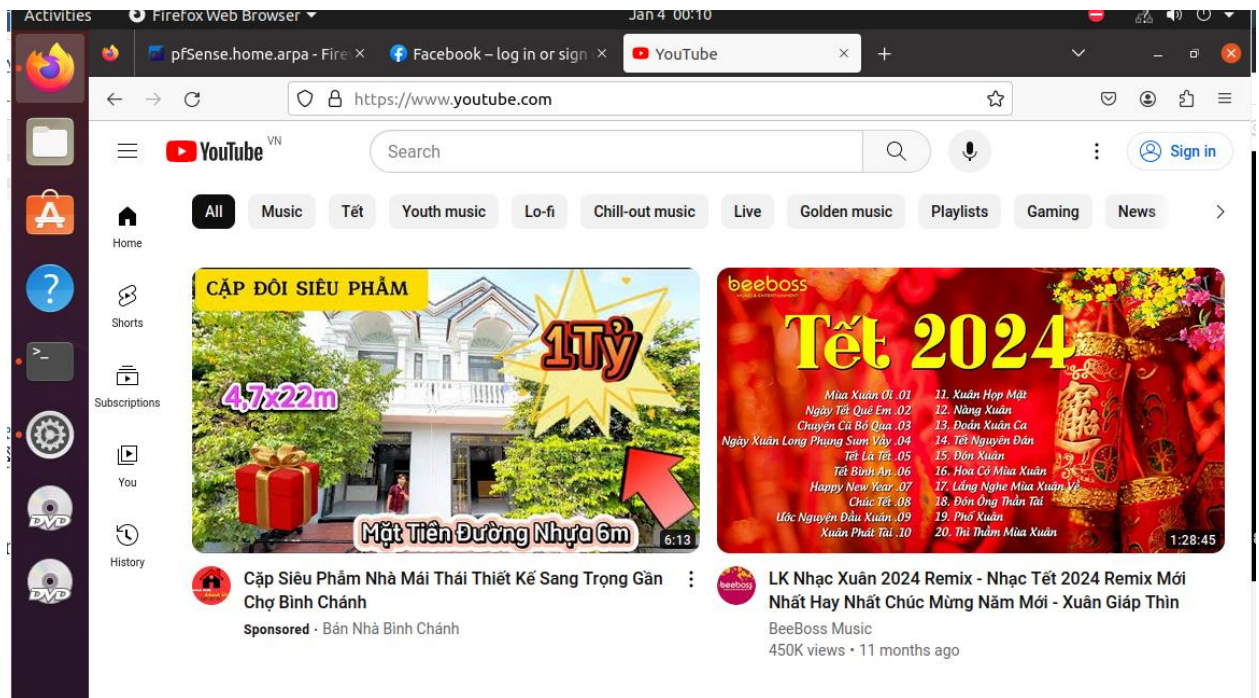 Activities
Firefox Web Browser
Jan 4 00:10
pfSense.home.arpa - Fire
Facebook – log in or sign
YouTube
https://www.youtube.com
YouTube VN
Search
Sign in
All Music Tết Youth music Lo-fi Chill-out music Live Golden music Playlists Gaming News
Home
Shorts
Subscriptions
You
History
CẶP ĐÔI SIÊU PHẨM
1Tỷ
4,7x22m
Mặt Tiền Đường Nhựa 6m
6:13
Cặp Siêu Phẩm Nhà Mái Thái Thiết Kế Sang Trọng Gần
Chợ Bình Chánh
Sponsored · Bán Nhà Bình Chánh
beeboss
MUSIC & ENTERTAINMENT
Tết 2024
Mùa Xuân Ơi .01
Ngày Tết Quê Em .02
Chuyện Cũ Bỏ Qua .03
Ngày Xuân Long Phụng Sum Vầy .04
Tết Là Tết .05
Tết Bình An .06
Happy New Year .07
Chúc Tết .08
Ước Nguyện Đầu Xuân .09
Xuân Phát Tài .10
11. Xuân Họp Mặt
12. Nàng Xuân
13. Đoản Xuân Ca
14. Tết Nguyên Đán
15. Đón Xuân
16. Hoa Cỏ Mùa Xuân
17. Lắng Nghe Mùa Xuân Về
18. Đón Ông Thần Tài
19. Phố Xuân
20. Thì Thầm Mùa Xuân
1:28:45
beeboss
LK Nhạc Xuân 2024 Remix - Nhạc Tết 2024 Remix Mới
Nhất Hay Nhất Chúc Mừng Năm Mới - Xuân Giáp Thìn
BeeBoss Music
450K views • 11 months ago
DVD
DVD